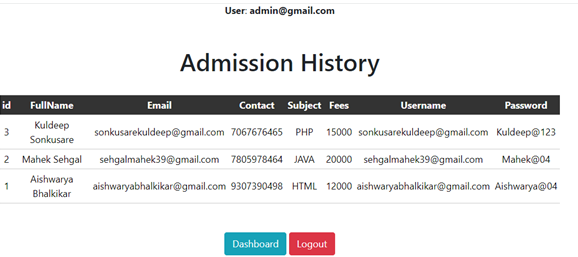 User: admin@gmail.com
Admission History
id FullName Email Contact Subject Fees Username Password
3 Kuldeep Sonkusare sonkusarekuldeep@gmail.com 7067676465 PHP 15000 sonkusarekuldeep@gmail.com Kuldeep@123
2 Mahek Sehgal sehgalmahek39@gmail.com 7805978464 JAVA 20000 sehgalmahek39@gmail.com Mahek@04
1 Aishwarya Bhalkikar aishwaryabhalkikar@gmail.com 9307390498 HTML 12000 aishwaryabhalkikar@gmail.com Aishwarya@04
Dashboard Logout